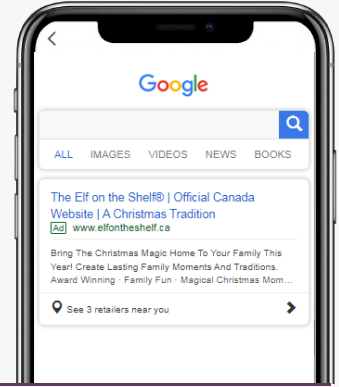 Google
ALL IMAGES VIDEOS NEWS BOOKS
The Elf on the Shelf® | Official Canada
Website | A Christmas Tradition
Ad www.elfontheshelf.ca
Bring The Christmas Magic Home To Your Family This
Year! Create Lasting Family Moments And Traditions.
Award Winning · Family Fun · Magical Christmas Mom...
See 3 retailers near you